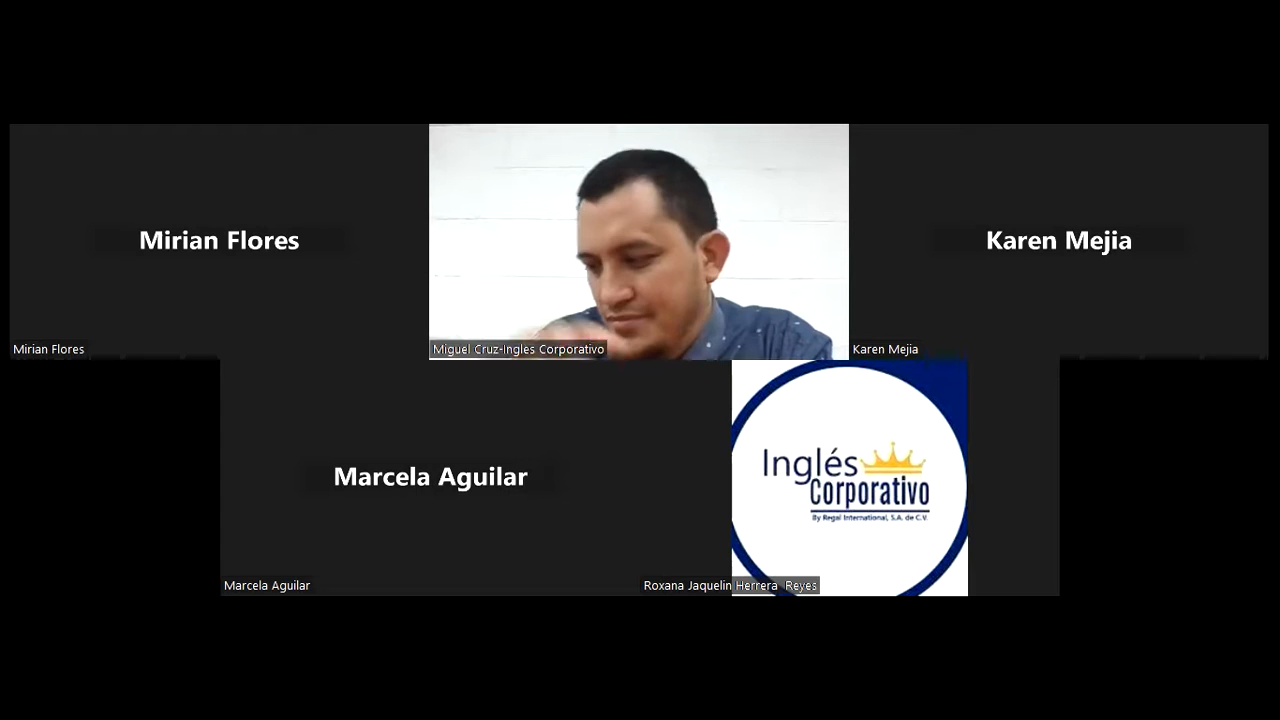 Mirian Flores
Karen Mejia
Mirian Flores
Miguel Cruz-Ingles Corporativo
Karen Mejia
Inglés
Corporativo
By Regal International, S.A. de C.V.
Marcela Aguilar
Marcela Aguilar
Roxana Jaquelin Herrera Reyes